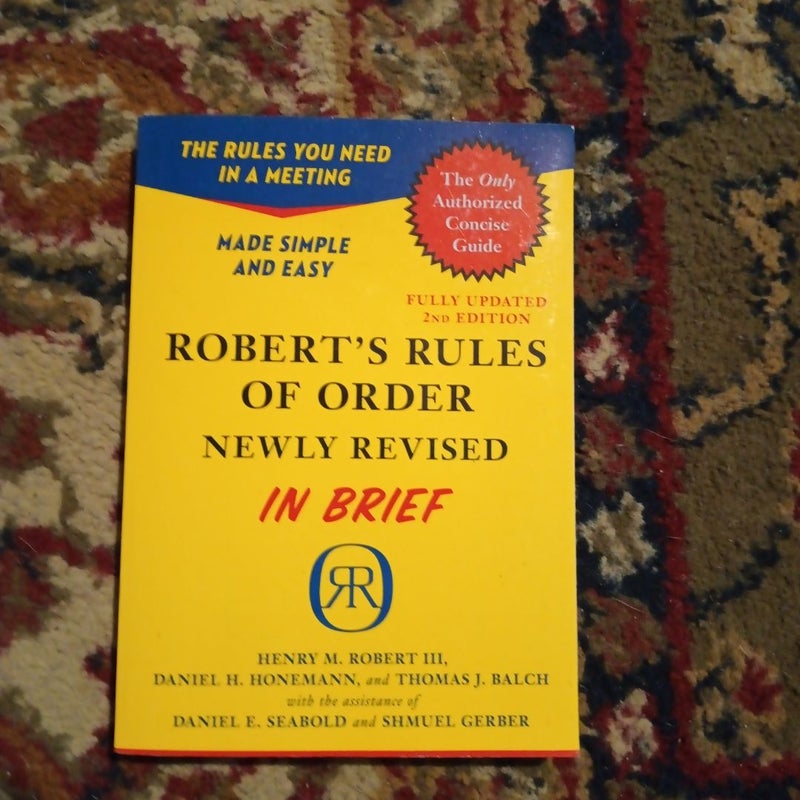 THE RULES YOU NEED
IN A MEETING
MADE SIMPLE
AND EASY
The Only
Authorized
Concise
Guide
FULLY UPDATED
2ND EDITION
ROBERT'S RULES
OF ORDER
NEWLY REVISED
IN BRIEF
RR
HENRY M. ROBERT III,
DANIEL H. HONEMANN, and THOMAS J. BALCH
with the assistance of
DANIEL E. SEABOLD and SHMUEL GERBER